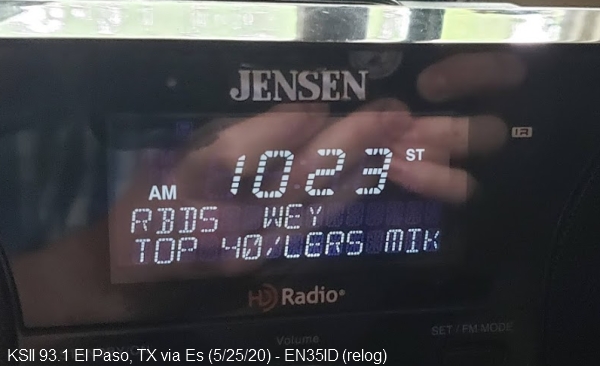 JENSEN
IR
AM 10:23 ST
RBDS WEY
TOP 40/LERS MIK
HD Radio®
Volume
SET / FM MODE
KSII 93.1 El Paso, TX via Es (5/25/20) - EN35ID (relog)